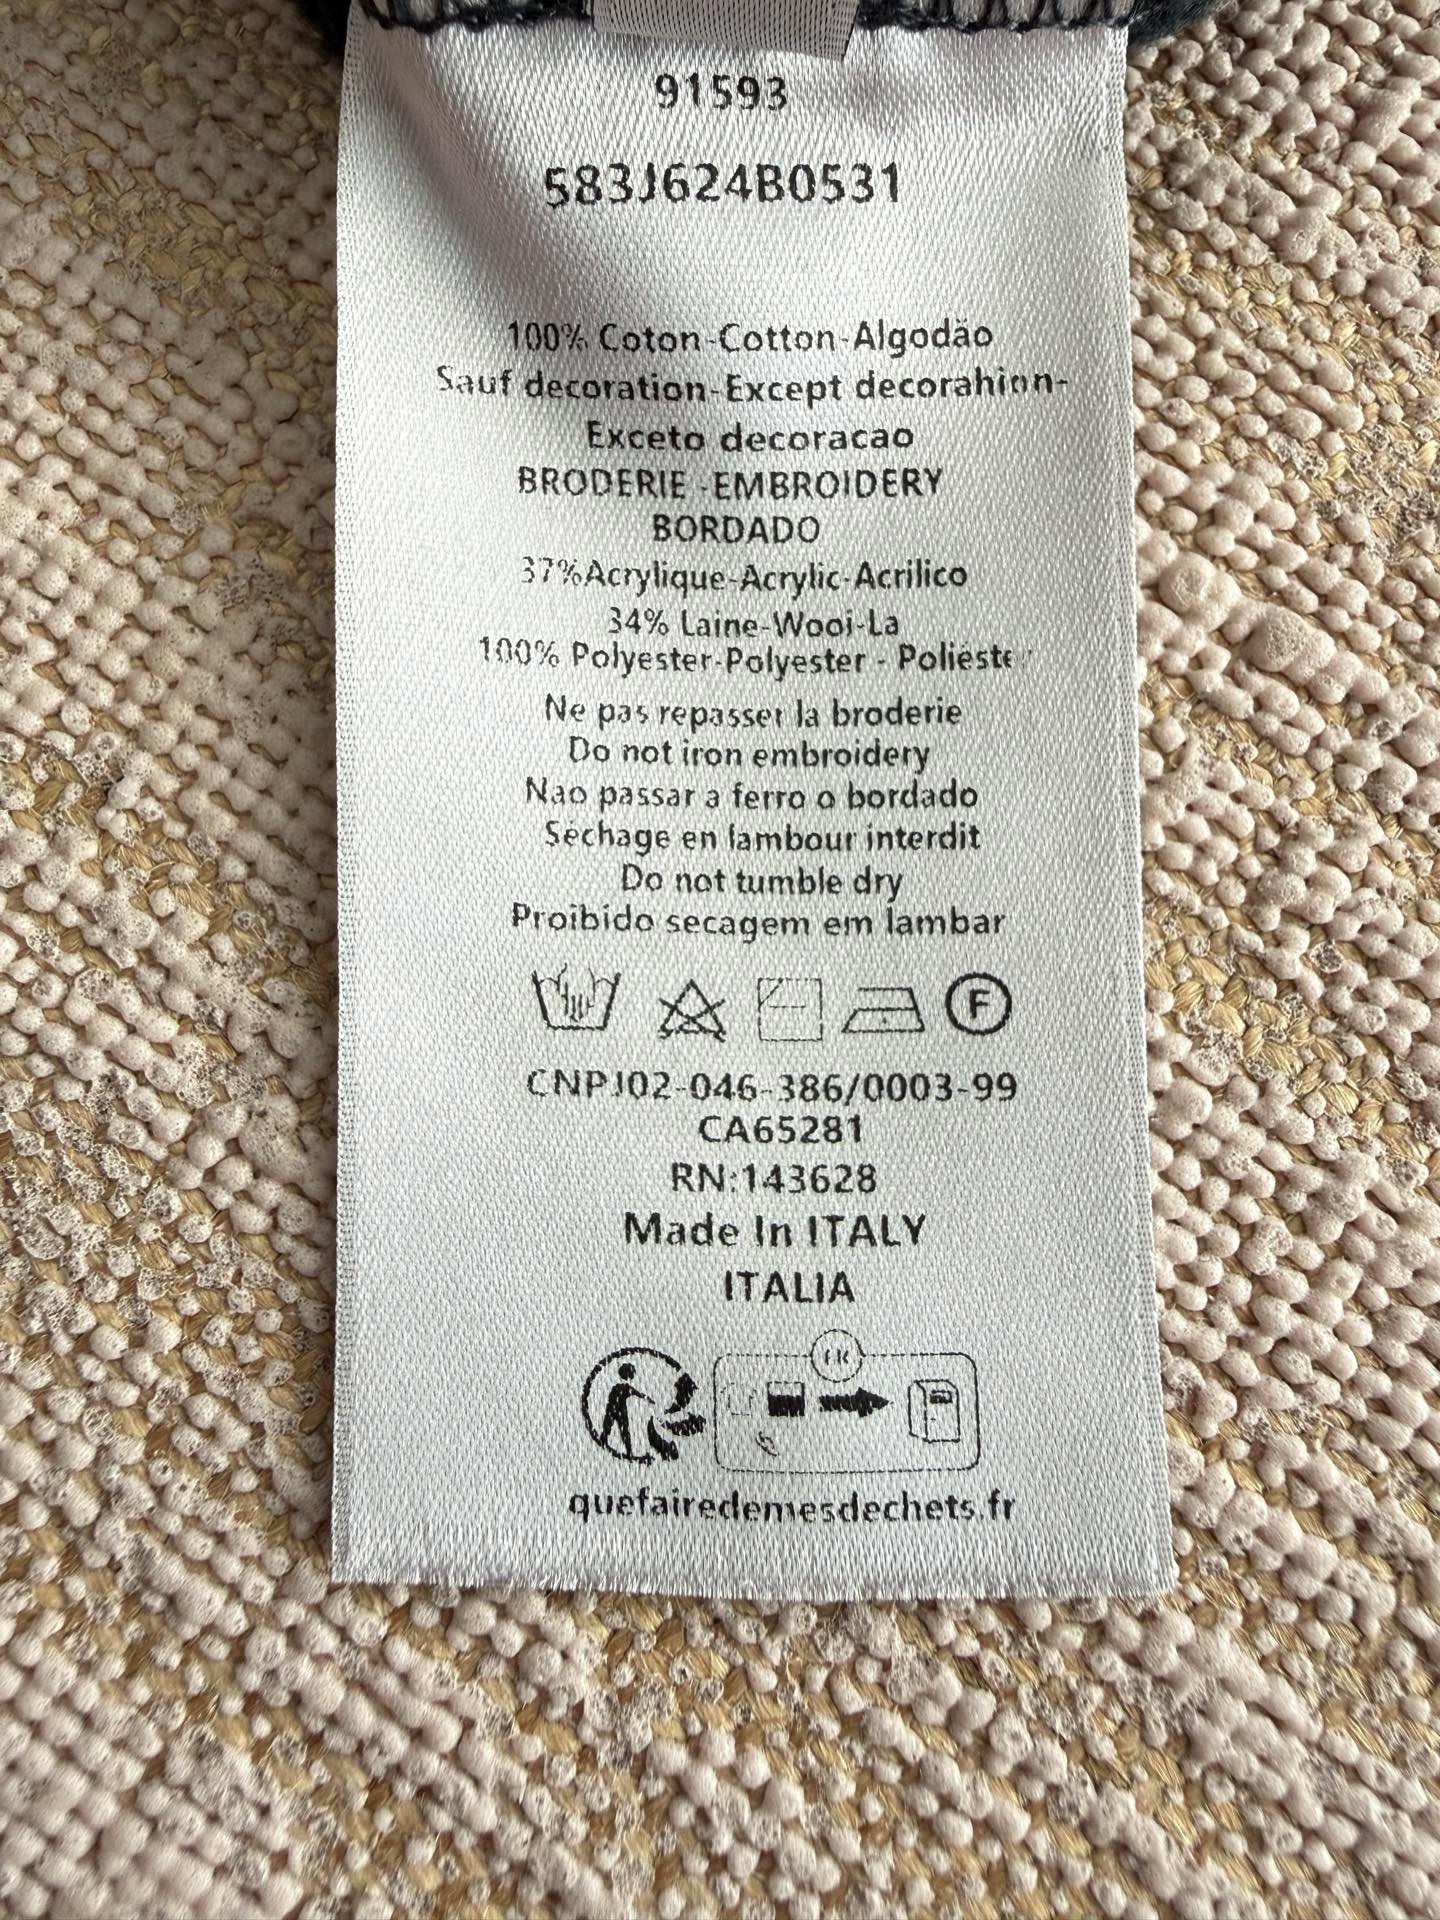 91593
583J624B0531
100% Coton-Cotton-Algodão
Sauf decoration-Except decorahion-
Exceto decoracao
BRODERIE -EMBROIDERY
BORDADO
37%Acrylique-Acrylic-Acrilico
34% Laine-Wooi-La
100% Polyester-Polyester - Poliéster
Ne pas repasser la broderie
Do not iron embroidery
Nao passar a ferro o bordado
Séchage en lambour interdit
Do not tumble dry
Proibido secagem em lambar
F
CNPJ02-046-386/0003-99
CA65281
RN:143628
Made In ITALY
ITALIA
FR
quefairedemesdechets.fr